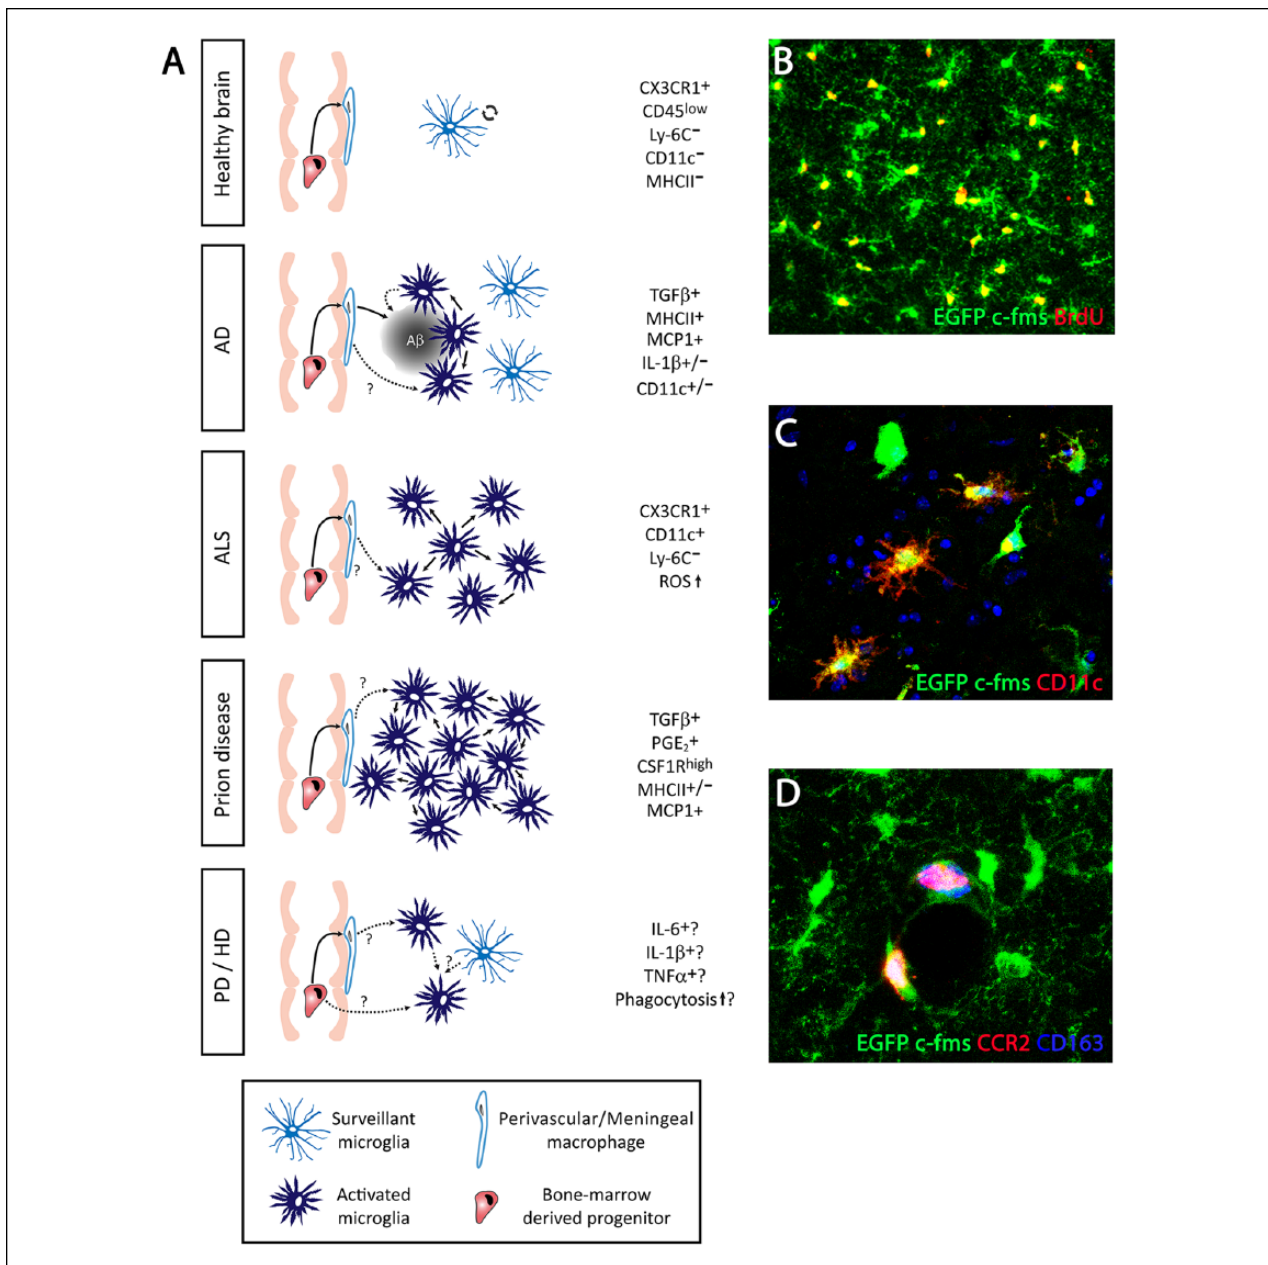 A
Healthy brain
CX3CR1+
CD45low
Ly-6C−
CD11c−
MHCII−
AD
Aβ
?
TGFβ+
MHCII+
MCP1+
IL-1β+/−
CD11c+/−
ALS
?
CX3CR1+
CD11c+
Ly-6C−
ROS↑
Prion disease
?
TGFβ+
PGE₂+
CSF1Rhigh
MHCII+/−
MCP1+
PD / HD
?
?
?
IL-6+?
IL-1β+?
TNFα+?
Phagocytosis↑?
Surveillant
microglia
Perivascular/Meningeal
macrophage
Activated
microglia
Bone-marrow
derived progenitor
B
EGFP c-fms BrdU
C
EGFP c-fms CD11c
D
EGFP c-fms CCR2 CD163